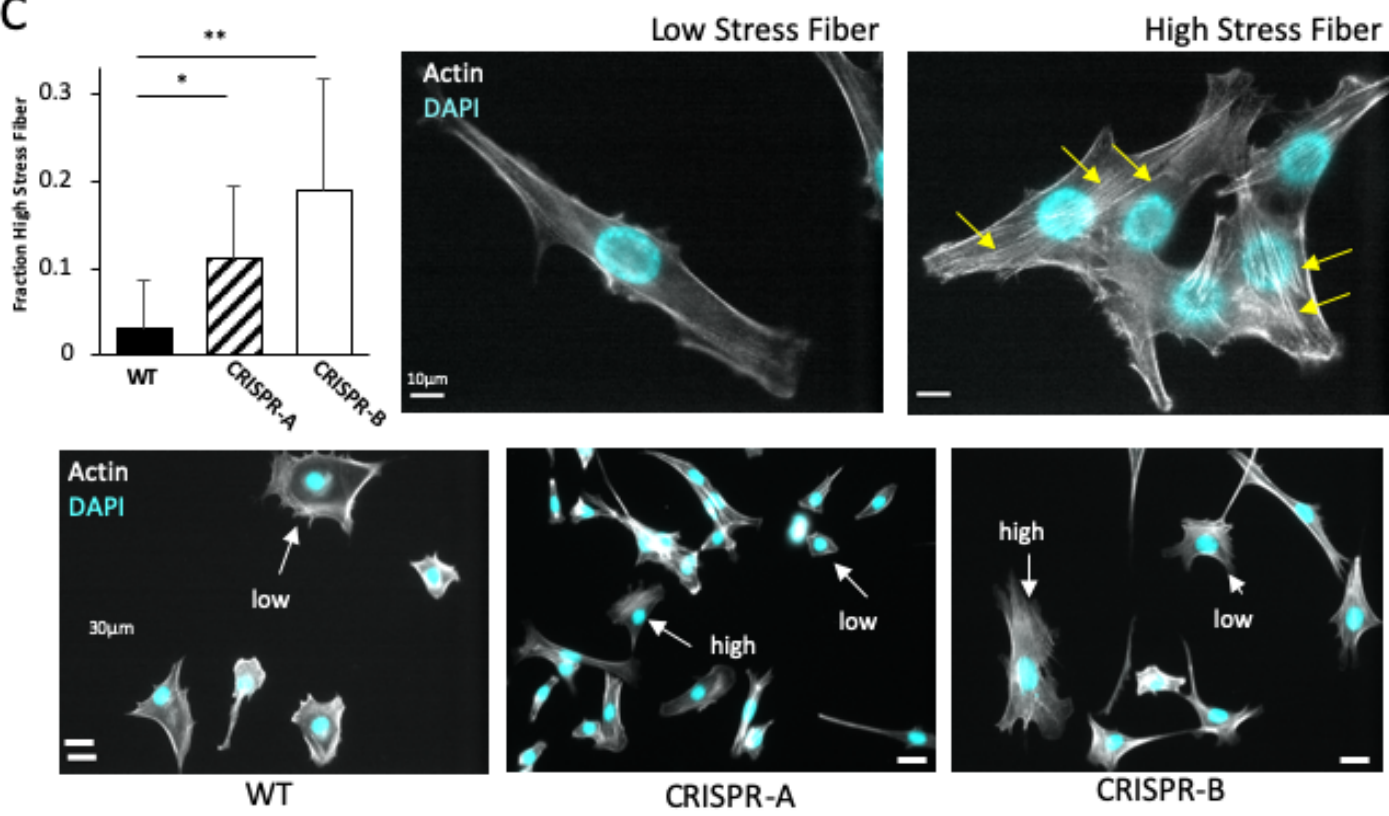 C
**
*
Fraction High Stress Fiber
0.3
0.2
0.1
0
WT
CRISPR-A
CRISPR-B
Low Stress Fiber
Actin
DAPI
10µm
High Stress Fiber
Actin
DAPI
low
30µm
WT
low
high
CRISPR-A
high
low
CRISPR-B